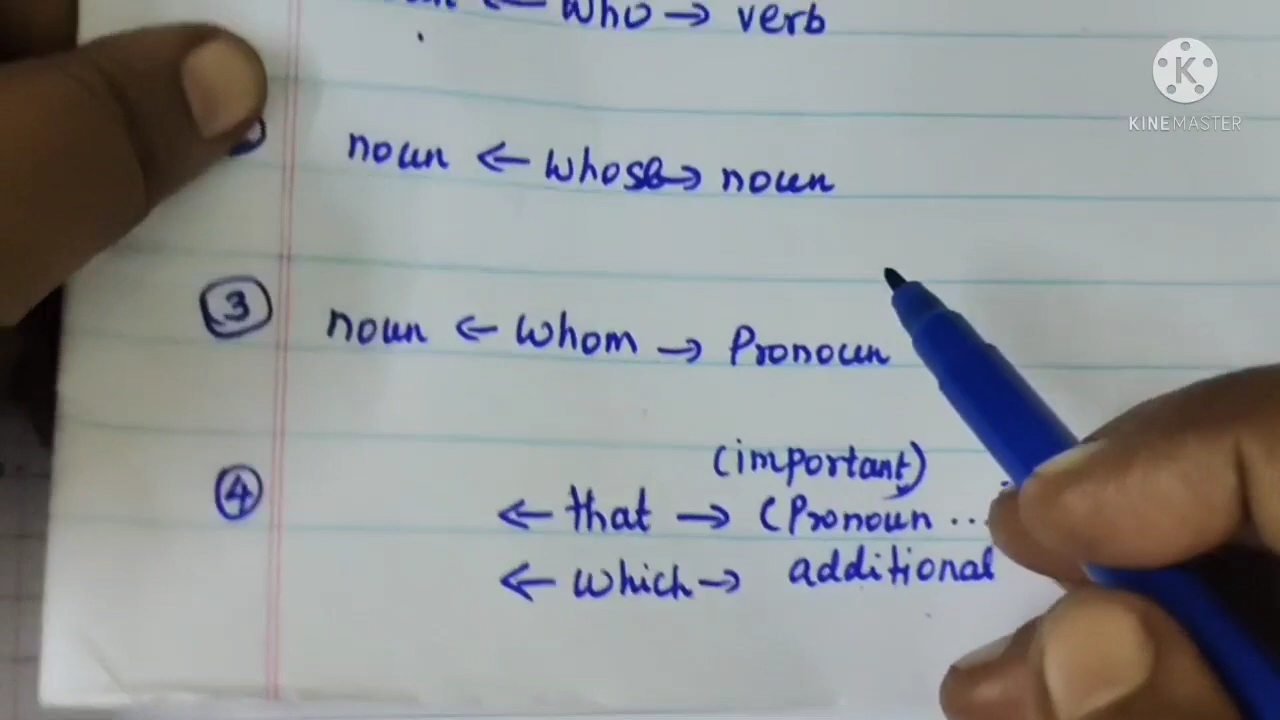 ← who → verb
noun ← whose → noun
③ noun ← whom → Pronoun
(important)
④ ← that → (Pronoun ...
← which → additional
K
KINEMASTER